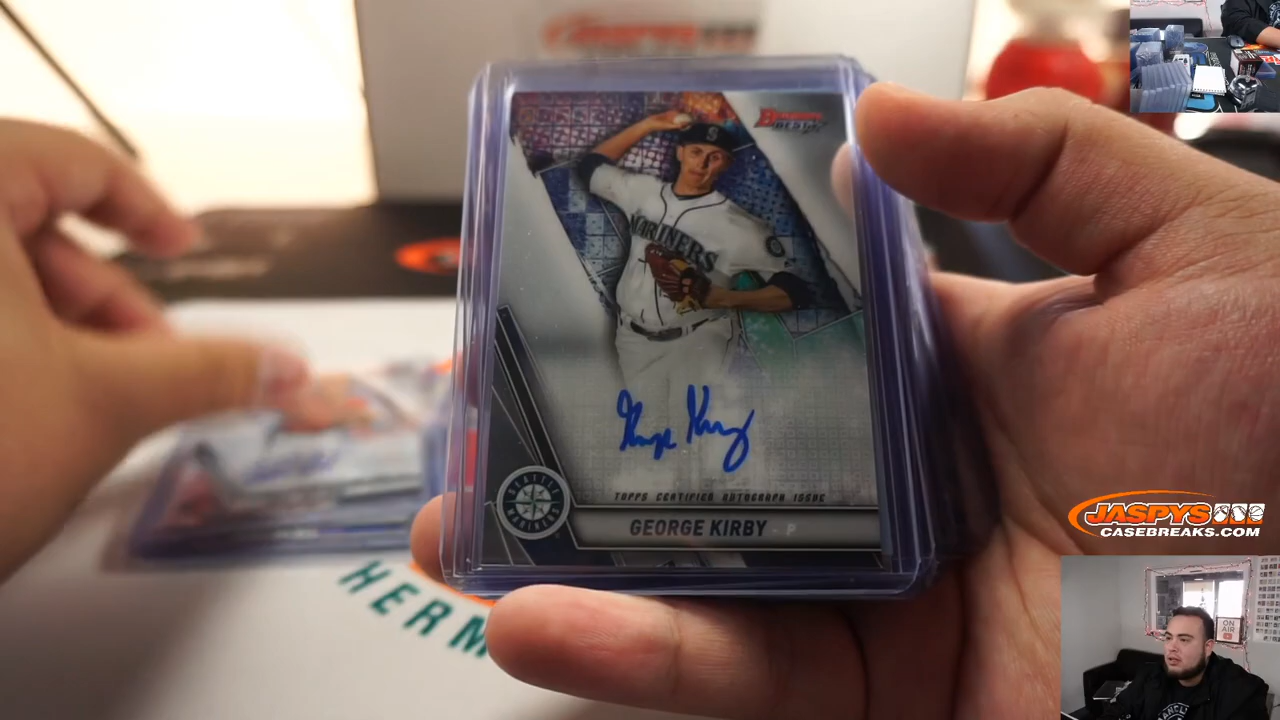 JASPYS
BOWMAN'S
BEST
S
MARINERS
George Kirby
TOPPS CERTIFIED AUTOGRAPH ISSUE
SEATTLE
MARINERS
GEORGE KIRBY - P
HERM
JASPYS
CASEBREAKS.COM
ON
AIR